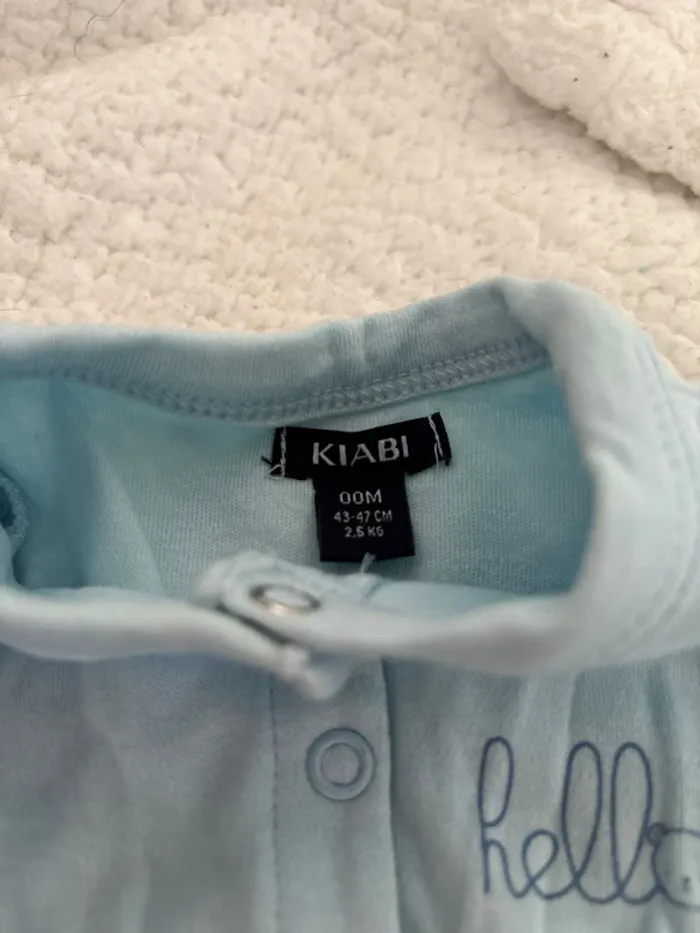 KIABI
00M
43-47 CM
2,5 KG
hello